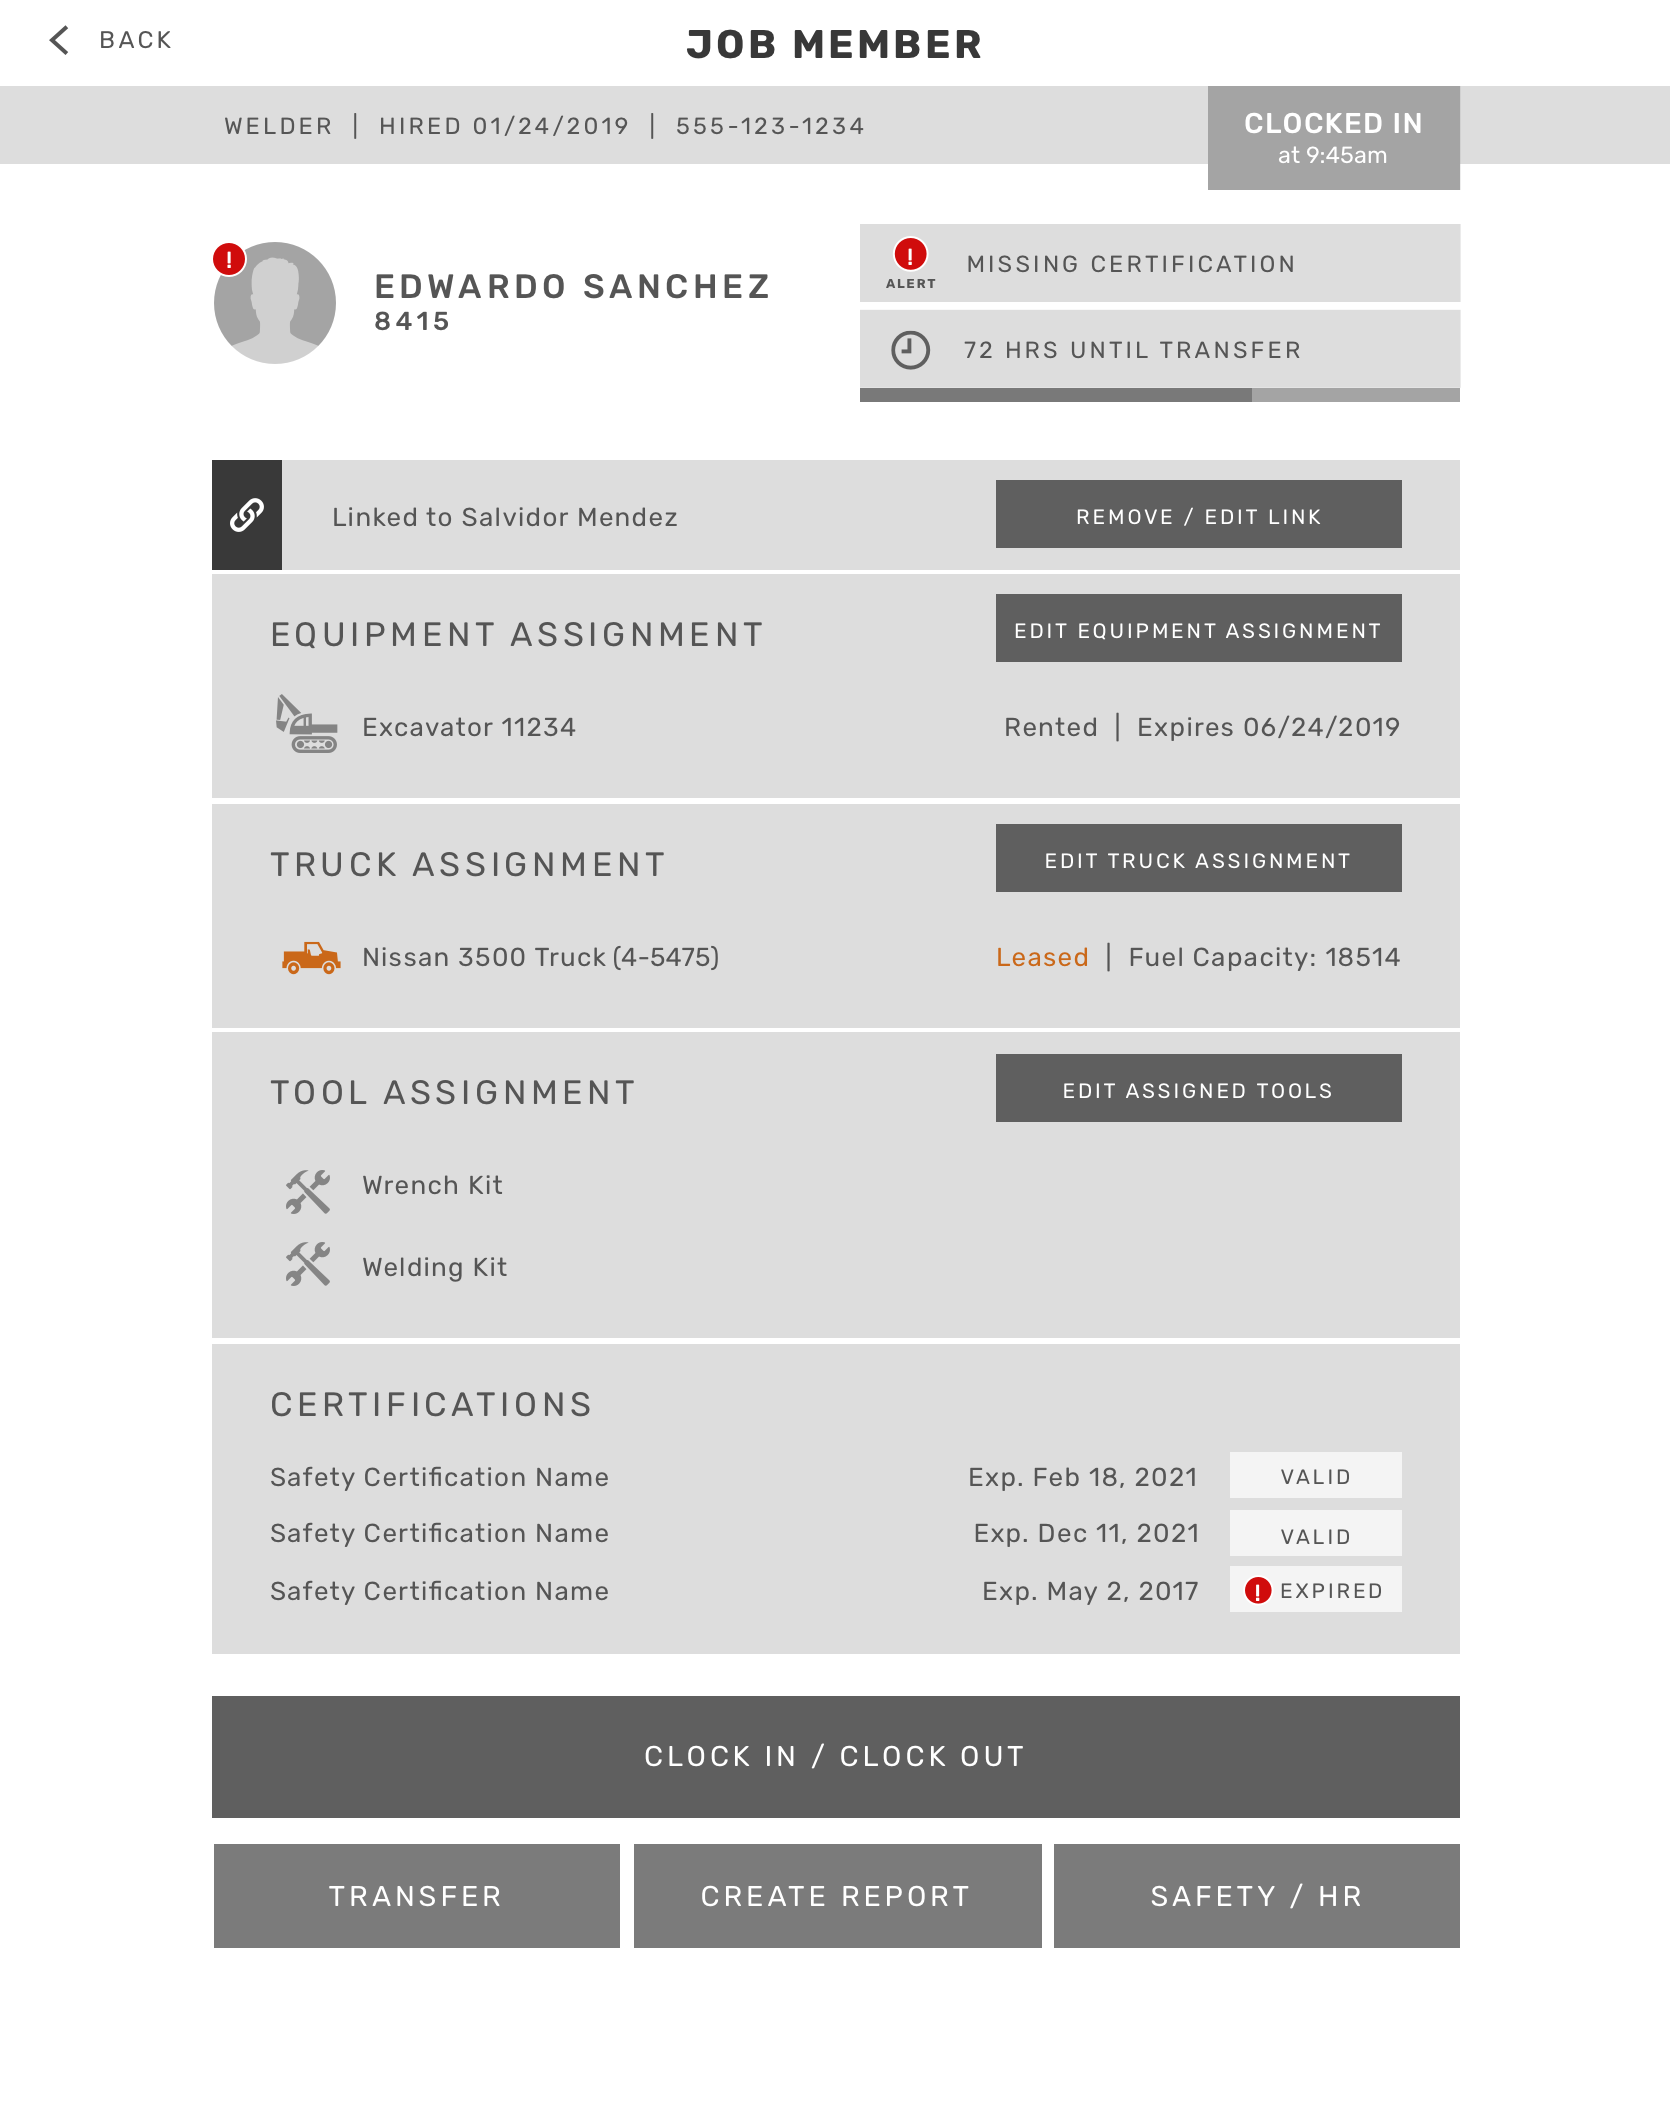 BACK
JOB MEMBER
WELDER | HIRED 01/24/2019 | 555-123-1234
CLOCKED IN
at 9:45am
EDWARDO SANCHEZ
8415
ALERT
MISSING CERTIFICATION
72 HRS UNTIL TRANSFER
Linked to Salvidor Mendez
REMOVE / EDIT LINK
EQUIPMENT ASSIGNMENT
EDIT EQUIPMENT ASSIGNMENT
Excavator 11234
Rented | Expires 06/24/2019
TRUCK ASSIGNMENT
EDIT TRUCK ASSIGNMENT
Nissan 3500 Truck (4-5475)
Leased | Fuel Capacity: 18514
TOOL ASSIGNMENT
EDIT ASSIGNED TOOLS
Wrench Kit
Welding Kit
CERTIFICATIONS
Safety Certification Name Exp. Feb 18, 2021 VALID
Safety Certification Name Exp. Dec 11, 2021 VALID
Safety Certification Name Exp. May 2, 2017 EXPIRED
CLOCK IN / CLOCK OUT
TRANSFER
CREATE REPORT
SAFETY / HR